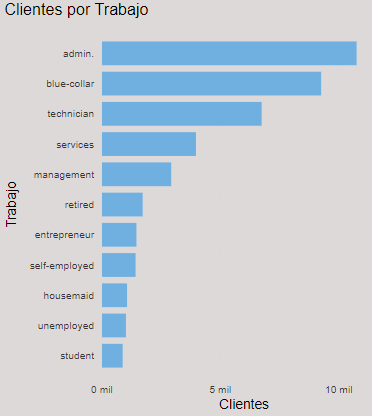 Clientes por Trabajo
Trabajo
admin.
blue-collar
technician
services
management
retired
entrepreneur
self-employed
housemaid
unemployed
student
0 mil
5 mil
10 mil
Clientes